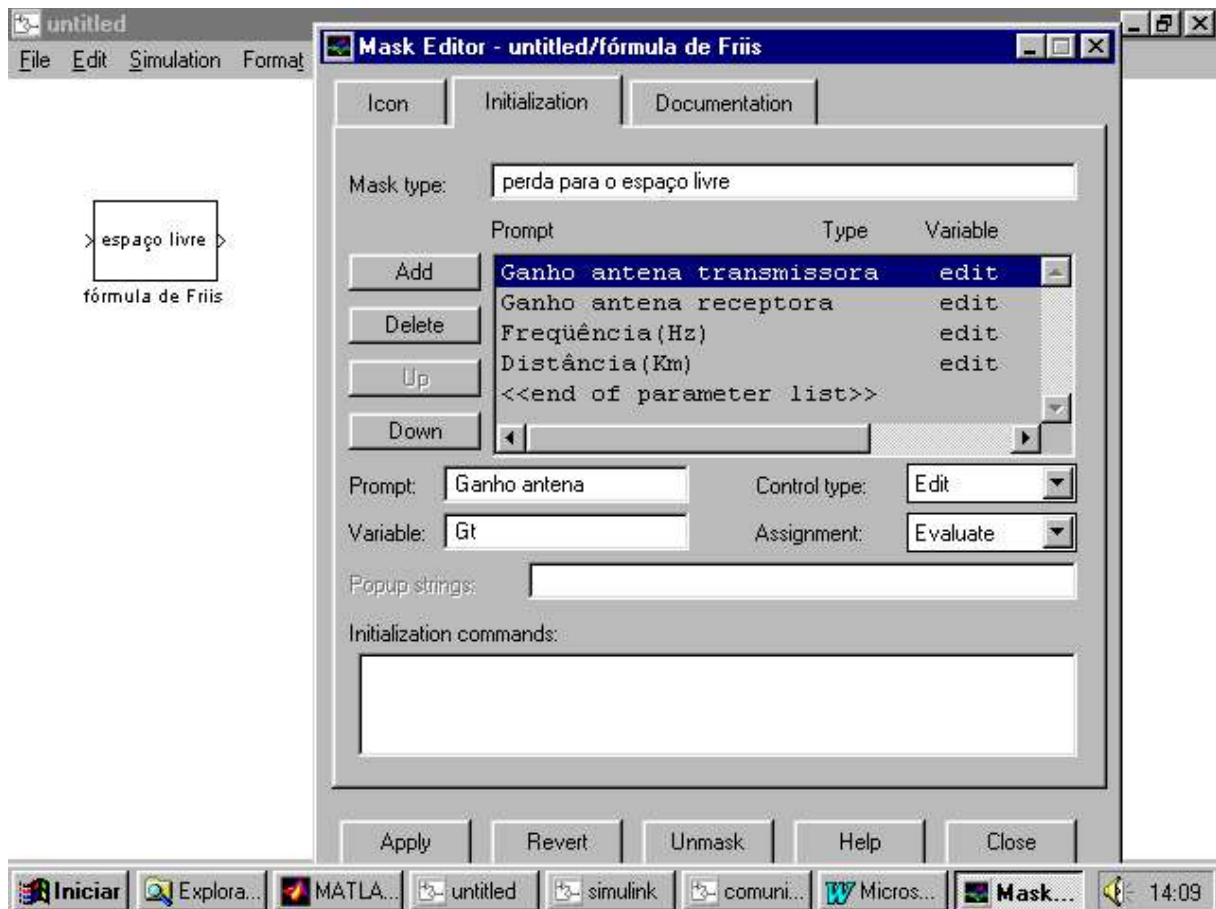 untitled
File Edit Simulation Format
espaço livre
fórmula de Friis
Mask Editor - untitled/fórmula de Friis
Icon Initialization Documentation
Mask type: perda para o espaço livre
Prompt Type Variable
Add
Delete
Up
Down
Ganho antena transmissora edit
Ganho antena receptora edit
Freqüência(Hz) edit
Distância(Km) edit
<<end of parameter list>>
Prompt: Ganho antena Control type: Edit
Variable: Gt Assignment: Evaluate
Popup strings:
Initialization commands:
Apply Revert Unmask Help Close
Iniciar Explora... MATLA... untitled simulink comuni... Micros... Mask... 14:09